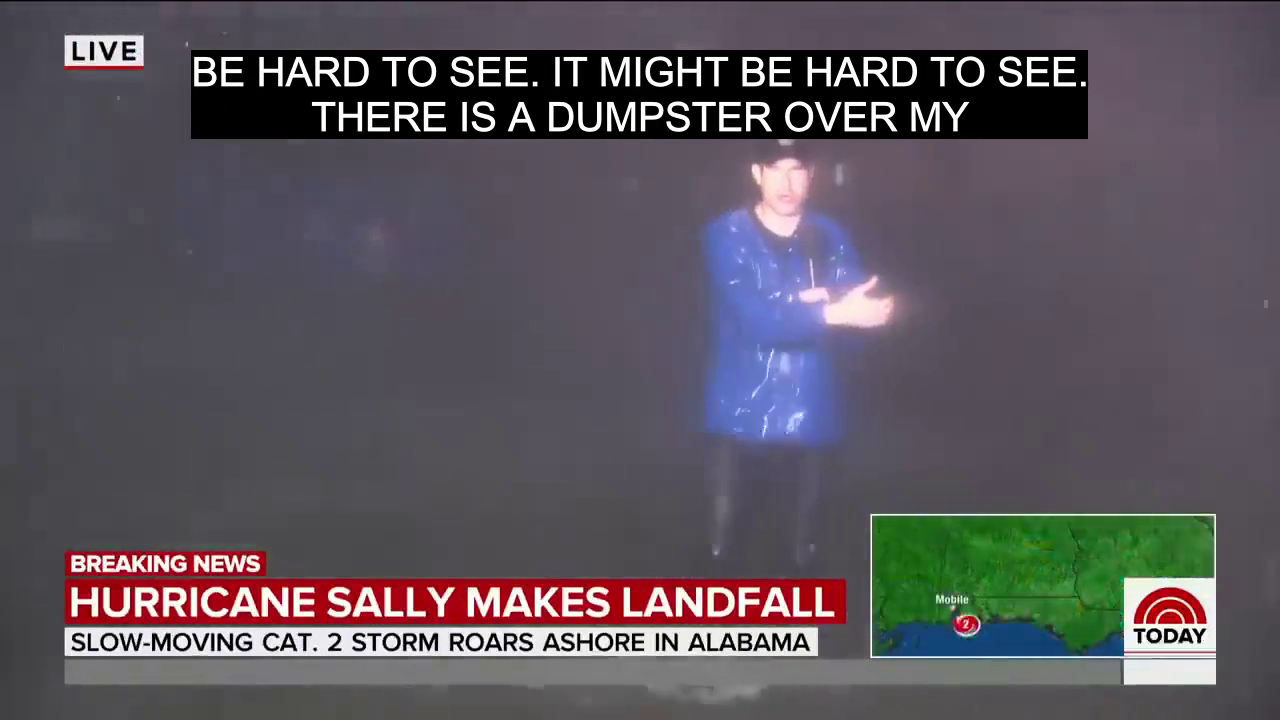 LIVE
BE HARD TO SEE. IT MIGHT BE HARD TO SEE.
THERE IS A DUMPSTER OVER MY
BREAKING NEWS
HURRICANE SALLY MAKES LANDFALL
SLOW-MOVING CAT. 2 STORM ROARS ASHORE IN ALABAMA
Mobile
2
TODAY